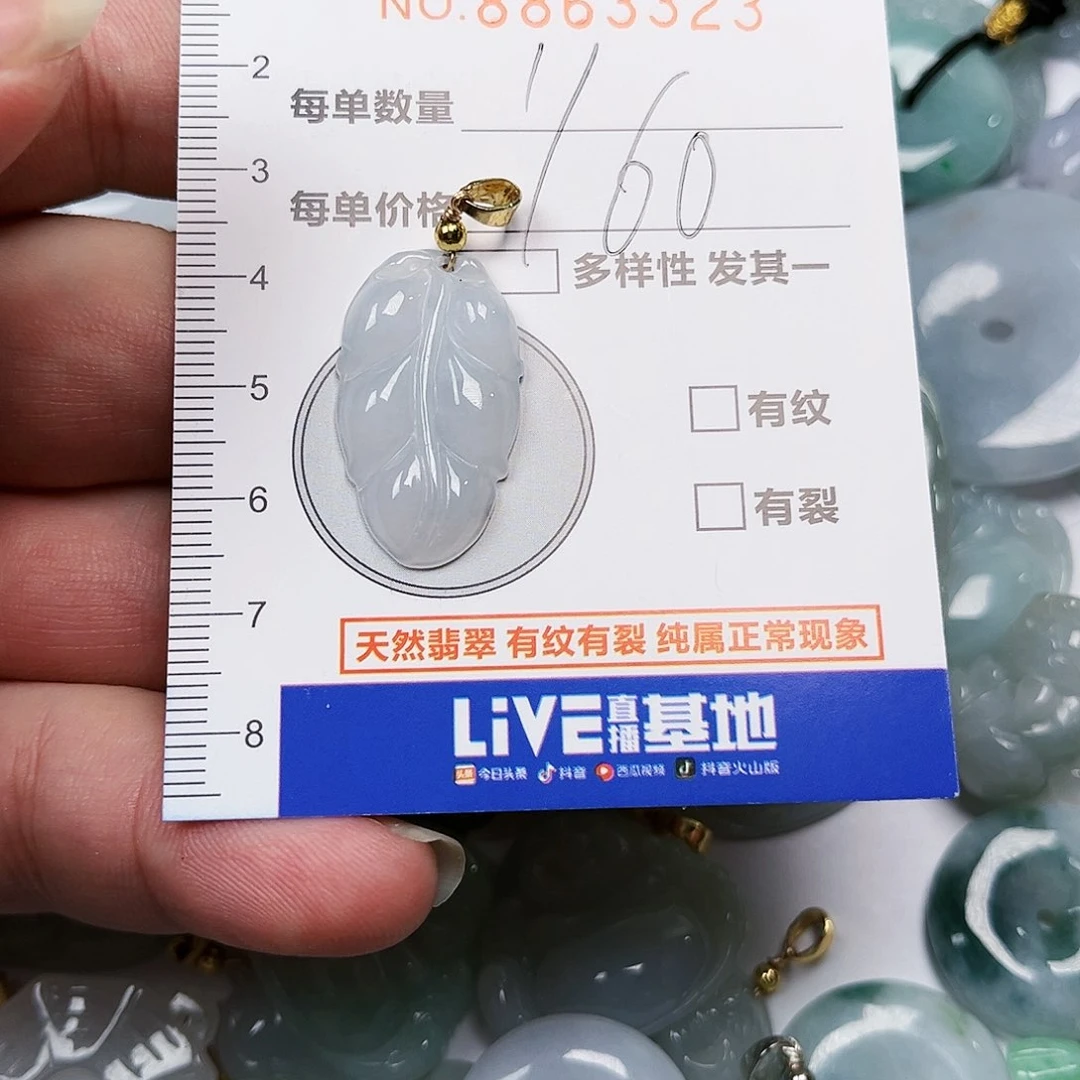 NO.8863323
2
每单数量
3
每单价格
760
4
多样性 发其一
5
有纹
6
有裂
7
天然翡翠 有纹有裂 纯属正常现象
LiVE直播基地
8
头条 今日头条 抖音 西瓜视频 抖音火山版